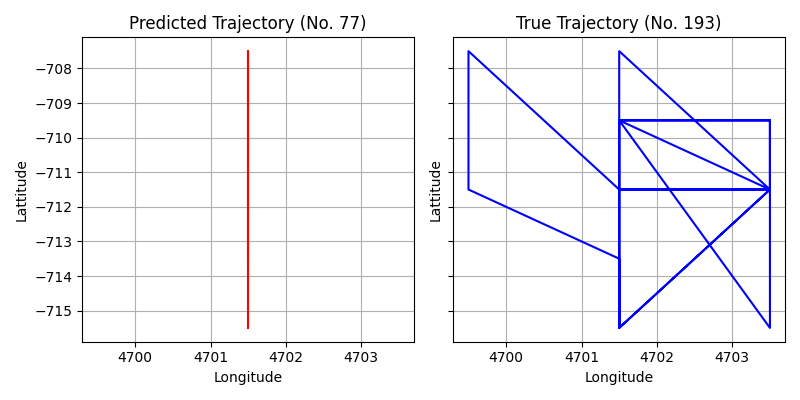 Predicted Trajectory (No. 77)
Lattitude
−708
−709
−710
−711
−712
−713
−714
−715
4700 4701 4702 4703
Longitude
True Trajectory (No. 193)
Lattitude
4700 4701 4702 4703
Longitude